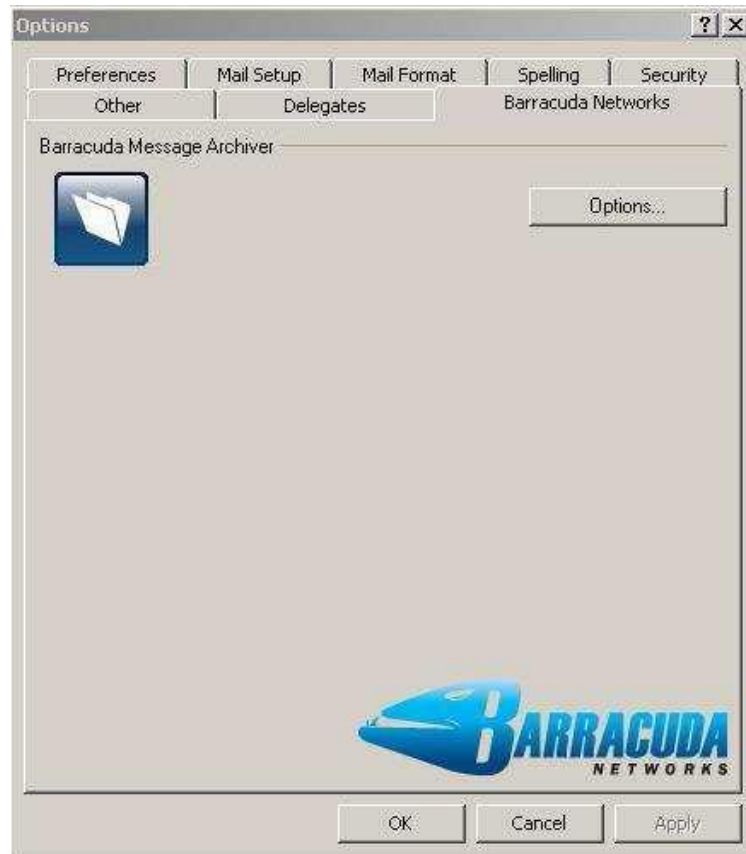 Options
Preferences Mail Setup Mail Format Spelling Security
Other Delegates Barracuda Networks
Barracuda Message Archiver
Options...
BARRACUDA
NETWORKS
OK Cancel Apply